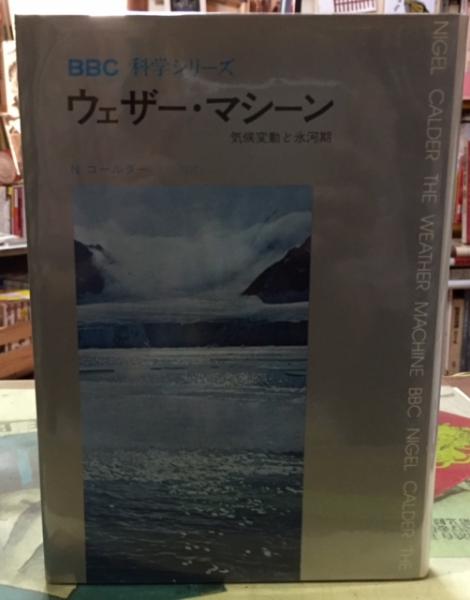 BBC 科学シリーズ
ウェザー・マシーン
気候変動と氷河期
N コールダー
NIGEL CALDER THE WEATHER MACHINE BBC NIGEL CALDER THE